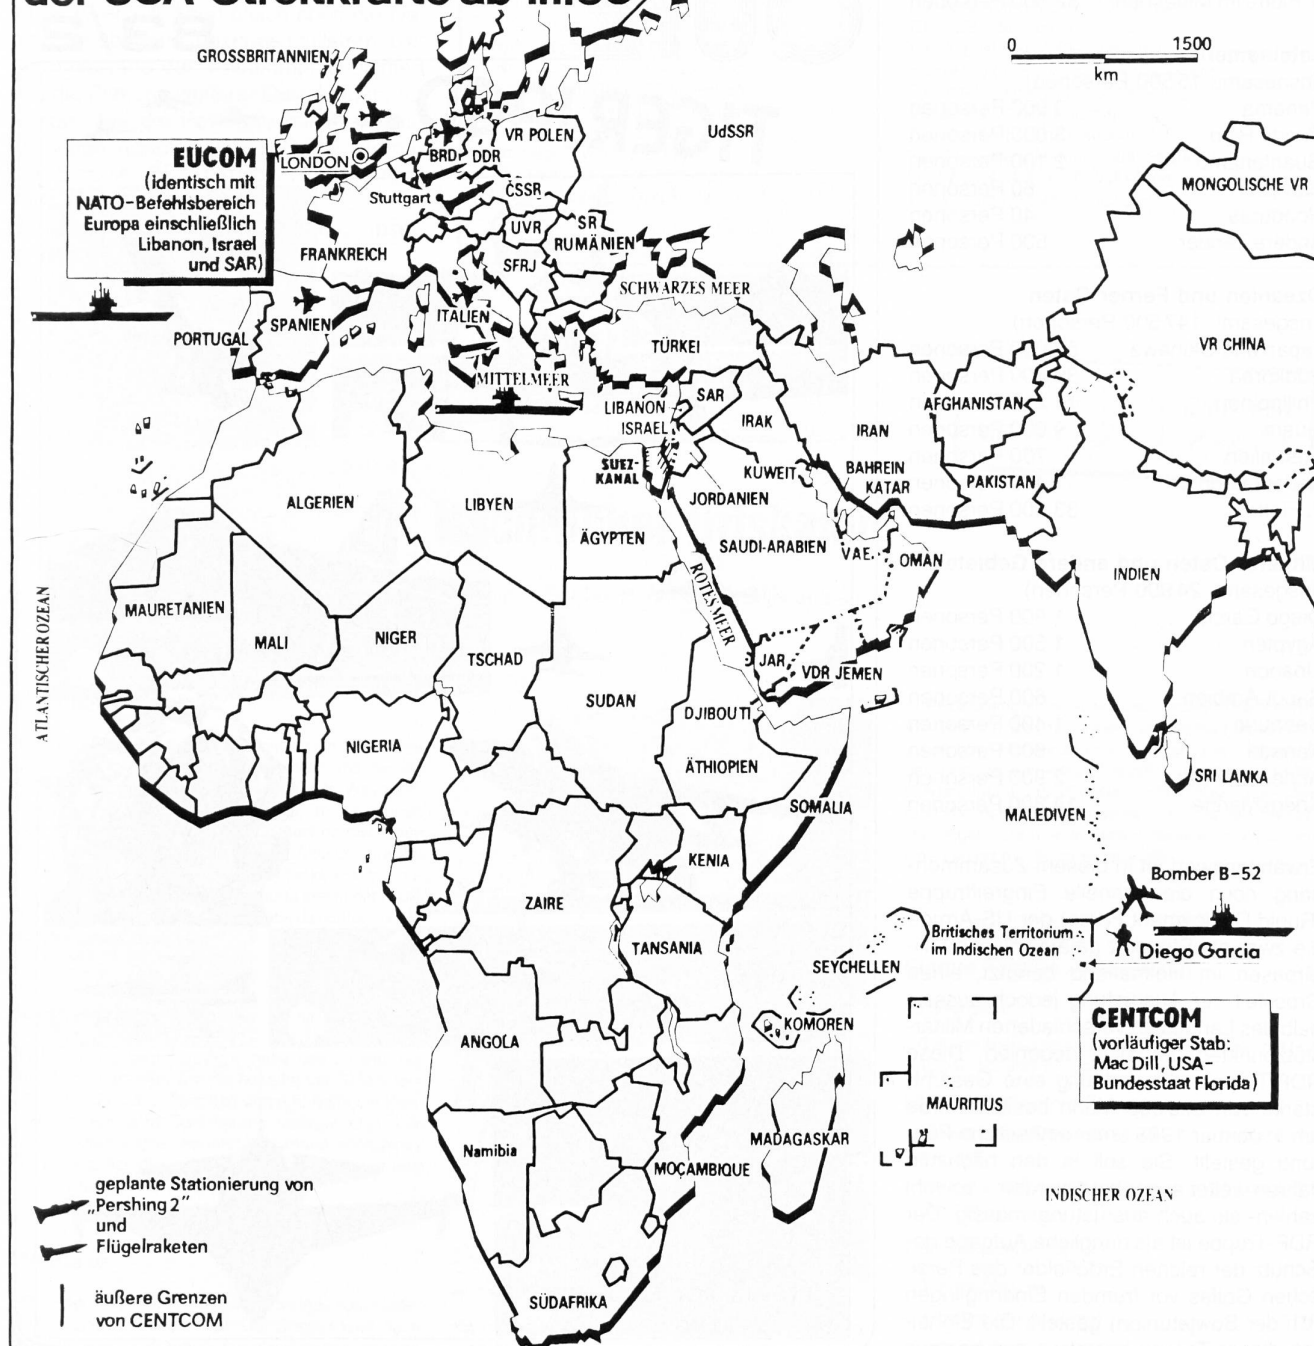 der USA-Streitkräfte ab
0 1500
km
GROSSBRITANNIEN
EUCOM
(identisch mit
NATO-Befehlsbereich
Europa einschließlich
Libanon, Israel
und SAR)
LONDON
Stuttgart
BRD
DDR
VR POLEN
ČSSR
UdSSR
MONGOLISCHE VR
FRANKREICH
UVR
SR
RUMÄNIEN
SFRJ
SCHWARZES MEER
PORTUGAL
SPANIEN
ITALIEN
TÜRKEI
VR CHINA
MITTELMEER
LIBANON
ISRAEL
SAR
IRAK
IRAN
AFGHANISTAN
SUEZ-
KANAL
KUWEIT
BAHREIN
KATAR
PAKISTAN
JORDANIEN
ALGERIEN
LIBYEN
ÄGYPTEN
SAUDI-ARABIEN
V.A.E.
OMAN
INDIEN
ROTES MEER
ATLANTISCHER OZEAN
MAURETANIEN
MALI
NIGER
TSCHAD
SUDAN
JAR
VDR JEMEN
DJIBOUTI
NIGERIA
ÄTHIOPIEN
SOMALIA
SRI LANKA
MALEDIVEN
KENIA
ZAIRE
TANSANIA
Bomber B-52
Britisches Territorium
im Indischen Ozean
Diego Garcia
SEYCHELLEN
KOMOREN
ANGOLA
CENTCOM
(vorläufiger Stab:
Mac Dill, USA-
Bundesstaat Florida)
MAURITIUS
MADAGASKAR
Namibia
MOÇAMBIQUE
INDISCHER OZEAN
SÜDAFRIKA
geplante Stationierung von
„Pershing 2"
und
Flügelraketen
äußere Grenzen
von CENTCOM